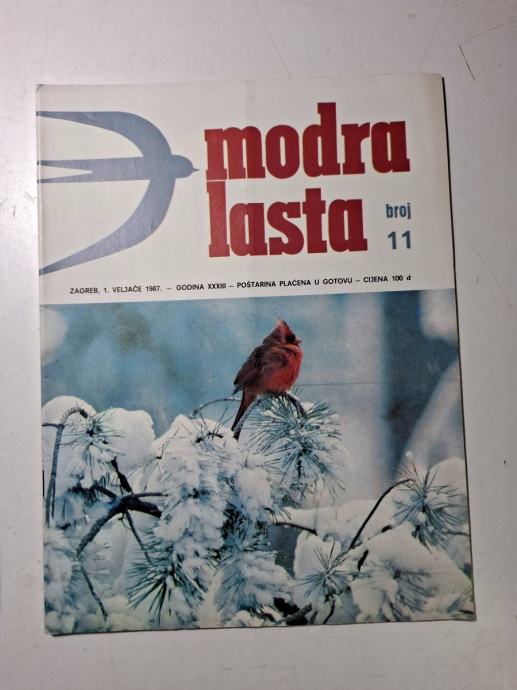 modra
lasta
broj
11
ZAGREB, 1. VELJAČE 1987. – GODINA XXXIII – POŠTARINA PLAĆENA U GOTOVU – CIJENA 100 d